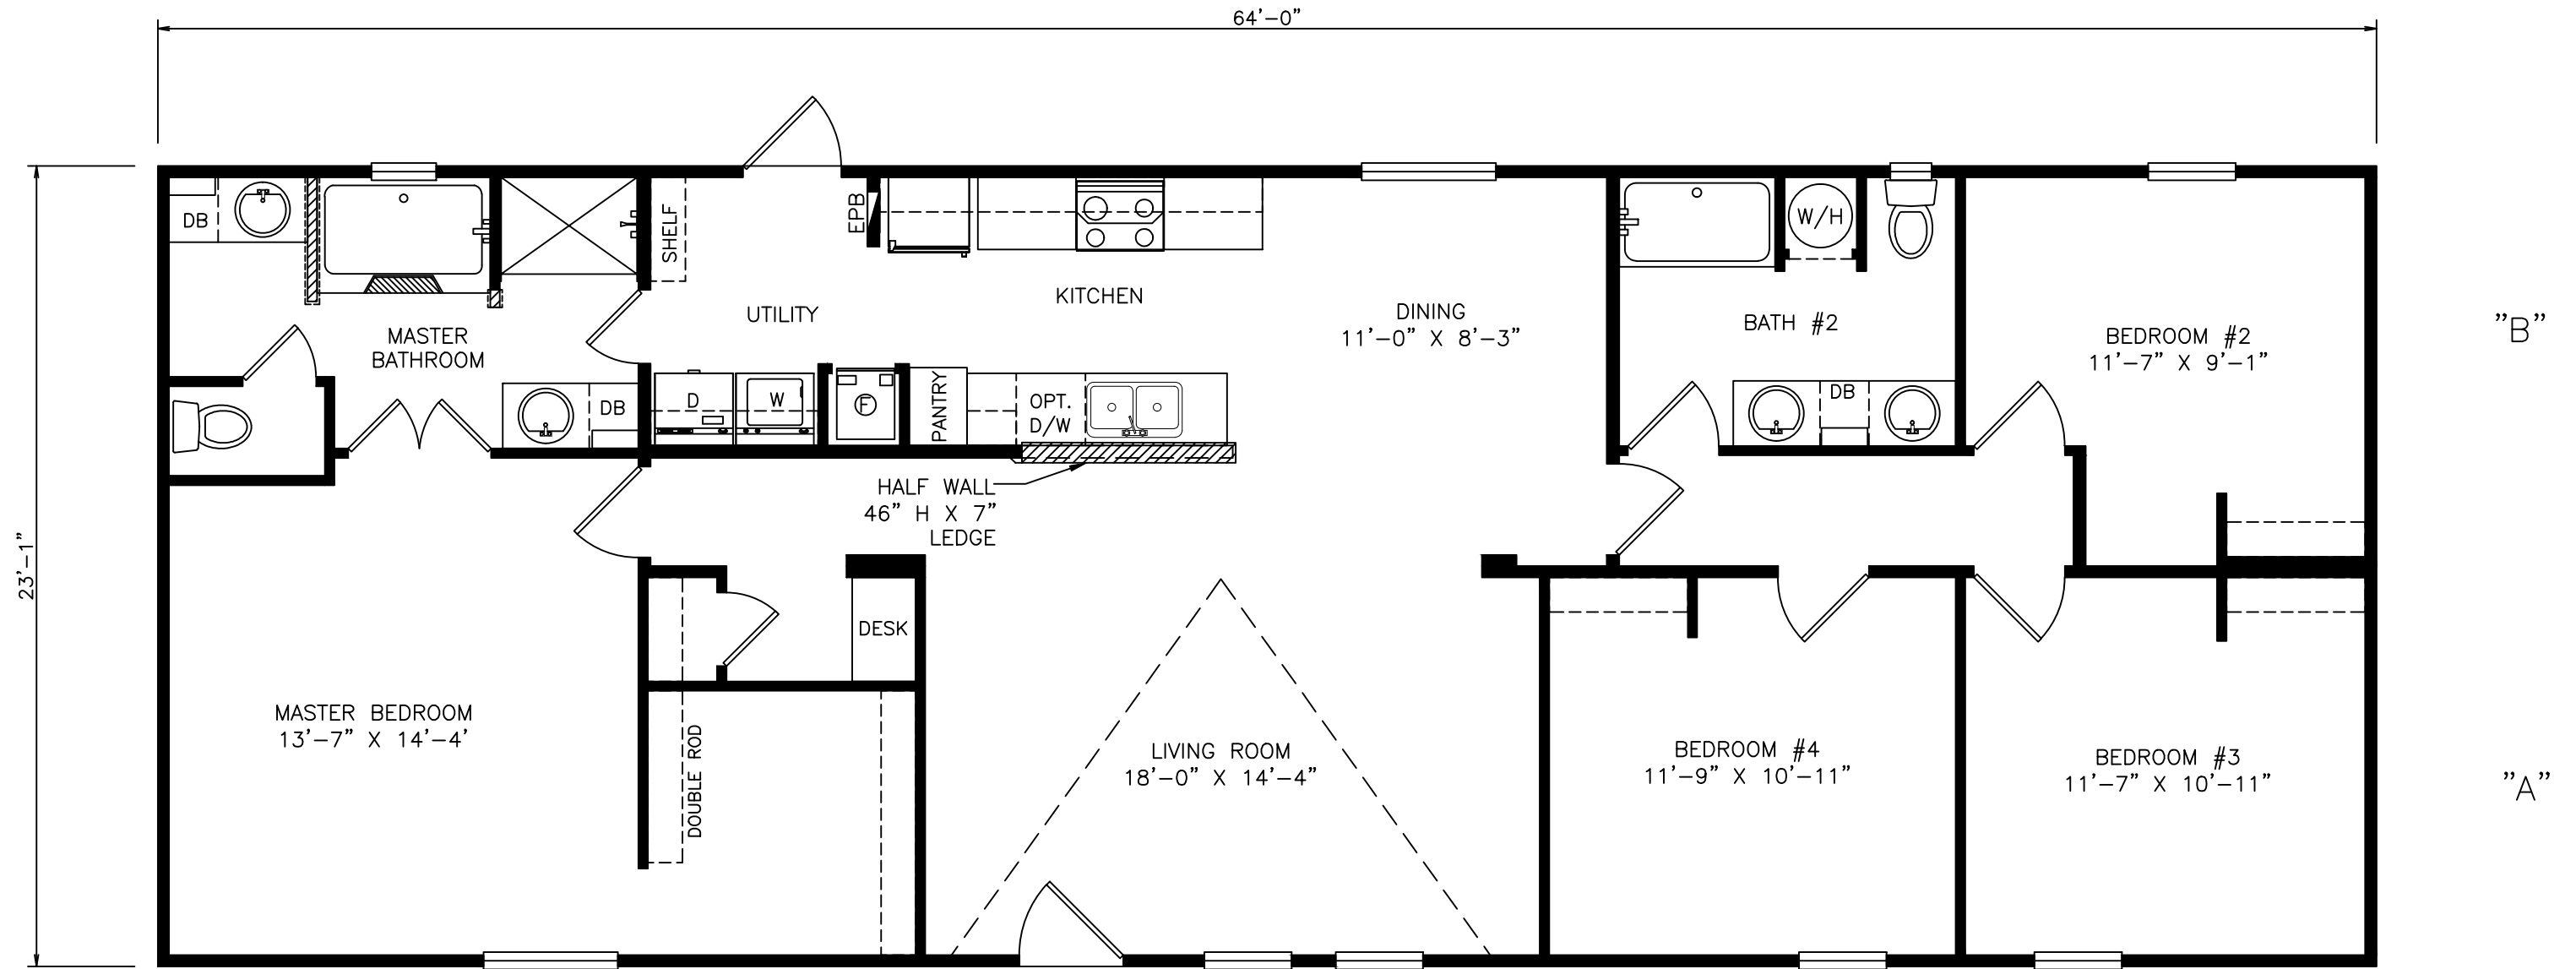 64'-0"
23'-1"
DB
SHELF
EPB
W/H
UTILITY
KITCHEN
DINING
11'-0" X 8'-3"
BATH #2
BEDROOM #2
11'-7" X 9'-1"
"B"
MASTER
BATHROOM
DB
D
W
F
PANTRY
OPT.
D/W
DB
HALF WALL
46" H X 7"
LEDGE
DESK
MASTER BEDROOM
13'-7" X 14'-4'
DOUBLE ROD
LIVING ROOM
18'-0" X 14'-4"
BEDROOM #4
11'-9" X 10'-11"
BEDROOM #3
11'-7" X 10'-11"
"A"